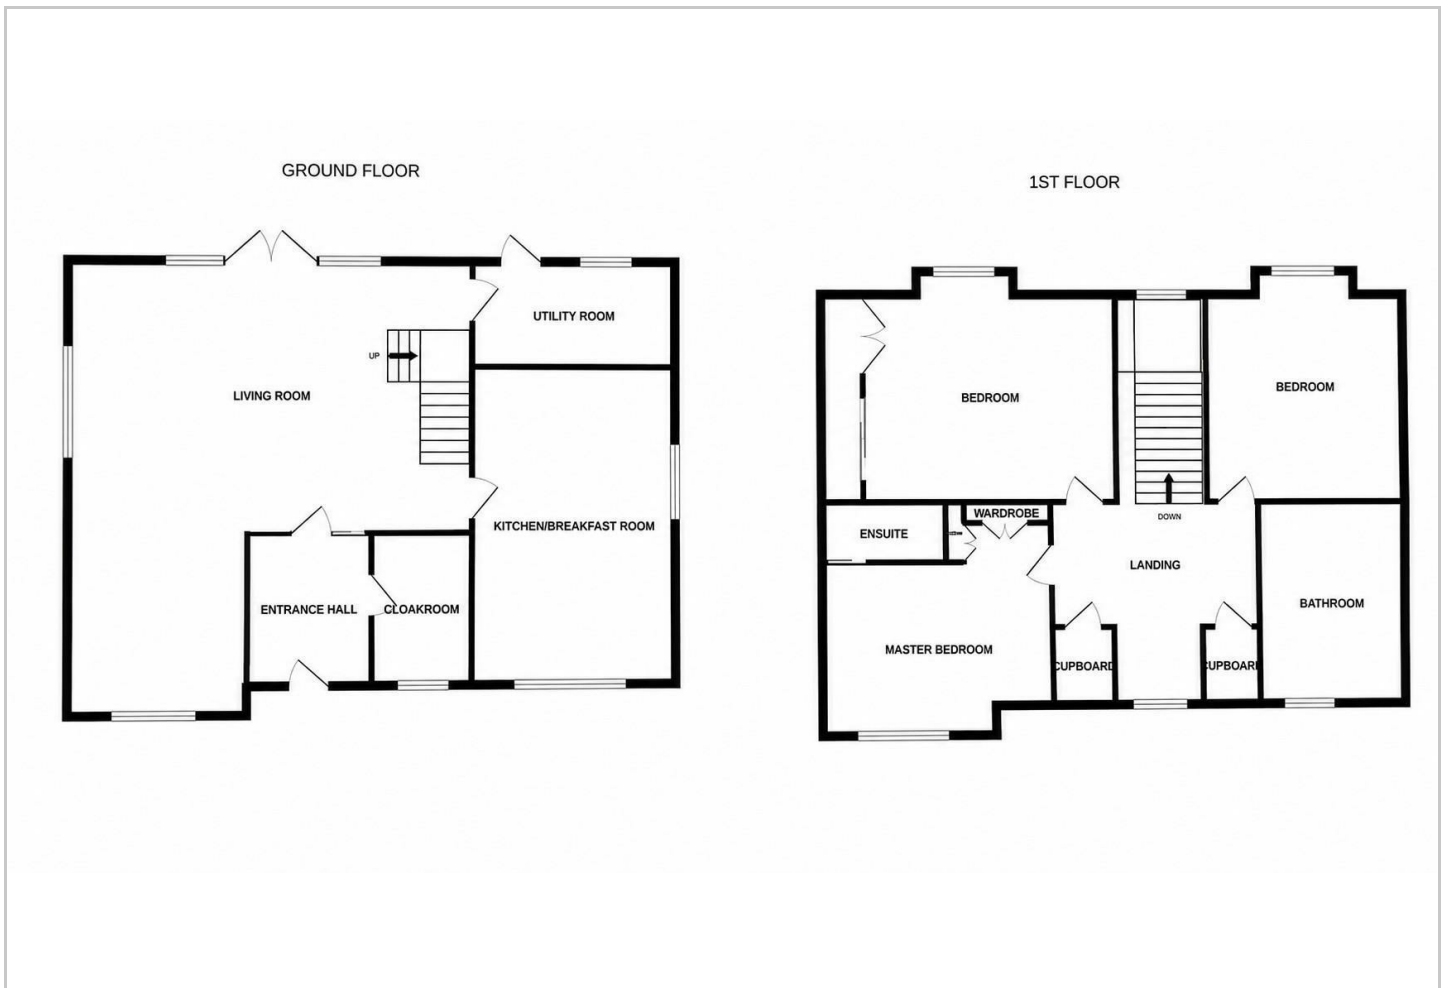 GROUND FLOOR
UTILITY ROOM
UP
LIVING ROOM
KITCHEN/BREAKFAST ROOM
ENTRANCE HALL
CLOAKROOM
1ST FLOOR
BEDROOM
BEDROOM
WARDROBE
DOWN
ENSUITE
LANDING
BATHROOM
MASTER BEDROOM
CUPBOARD
CUPBOARD